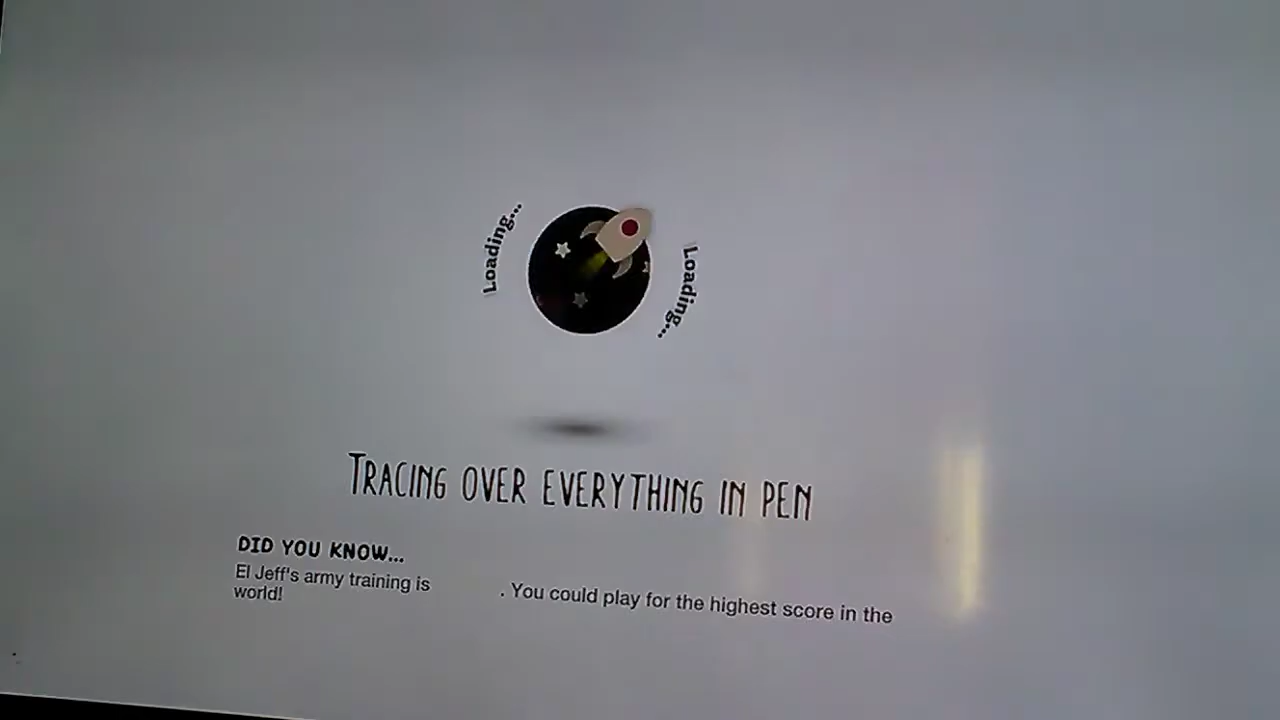 Loading...
Loading...
TRACING OVER EVERYTHING IN PEN
DID YOU KNOW...
El Jeff's army training is . You could play for the highest score in the
world!